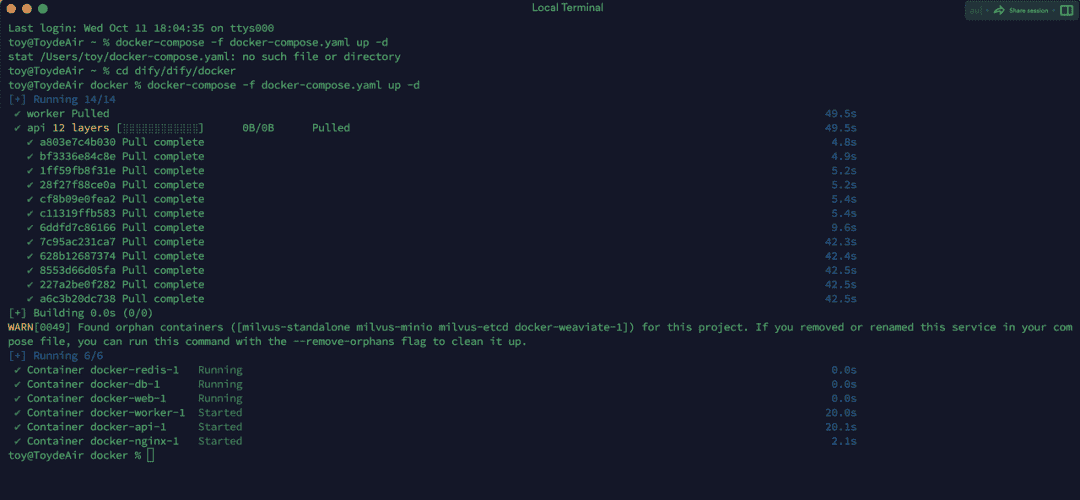 Local Terminal
Share session
Last login: Wed Oct 11 18:04:35 on ttys000
toy@ToydeAir ~ % docker-compose -f docker-compose.yaml up -d
stat /Users/toy/docker-compose.yaml: no such file or directory
toy@ToydeAir ~ % cd dify/dify/docker
toy@ToydeAir docker % docker-compose -f docker-compose.yaml up -d
[+] Running 14/14
✔ worker Pulled 49.5s
✔ api 12 layers [⣿⣿⣿⣿⣿⣿⣿⣿⣿⣿⣿⣿] 0B/0B Pulled 49.5s
✔ a803e7c4b030 Pull complete 4.8s
✔ bf3336e84c8e Pull complete 4.9s
✔ 1ff59fb8f31e Pull complete 5.2s
✔ 28f27f88ce0a Pull complete 5.2s
✔ cf8b09e0fea2 Pull complete 5.4s
✔ c11319ffb583 Pull complete 5.4s
✔ 6ddfd7c86166 Pull complete 9.6s
✔ 7c95ac231ca7 Pull complete 42.3s
✔ 628b12687374 Pull complete 42.4s
✔ 8553d66d05fa Pull complete 42.5s
✔ 227a2be0f282 Pull complete 42.5s
✔ a6c3b20dc738 Pull complete 42.5s
[+] Building 0.0s (0/0)
WARN[0049] Found orphan containers ([milvus-standalone milvus-minio milvus-etcd docker-weaviate-1]) for this project. If you removed or renamed this service in your com
pose file, you can run this command with the --remove-orphans flag to clean it up.
[+] Running 6/6
✔ Container docker-redis-1 Running 0.0s
✔ Container docker-db-1 Running 0.0s
✔ Container docker-web-1 Running 0.0s
✔ Container docker-worker-1 Started 20.0s
✔ Container docker-api-1 Started 20.1s
✔ Container docker-nginx-1 Started 2.1s
toy@ToydeAir docker %